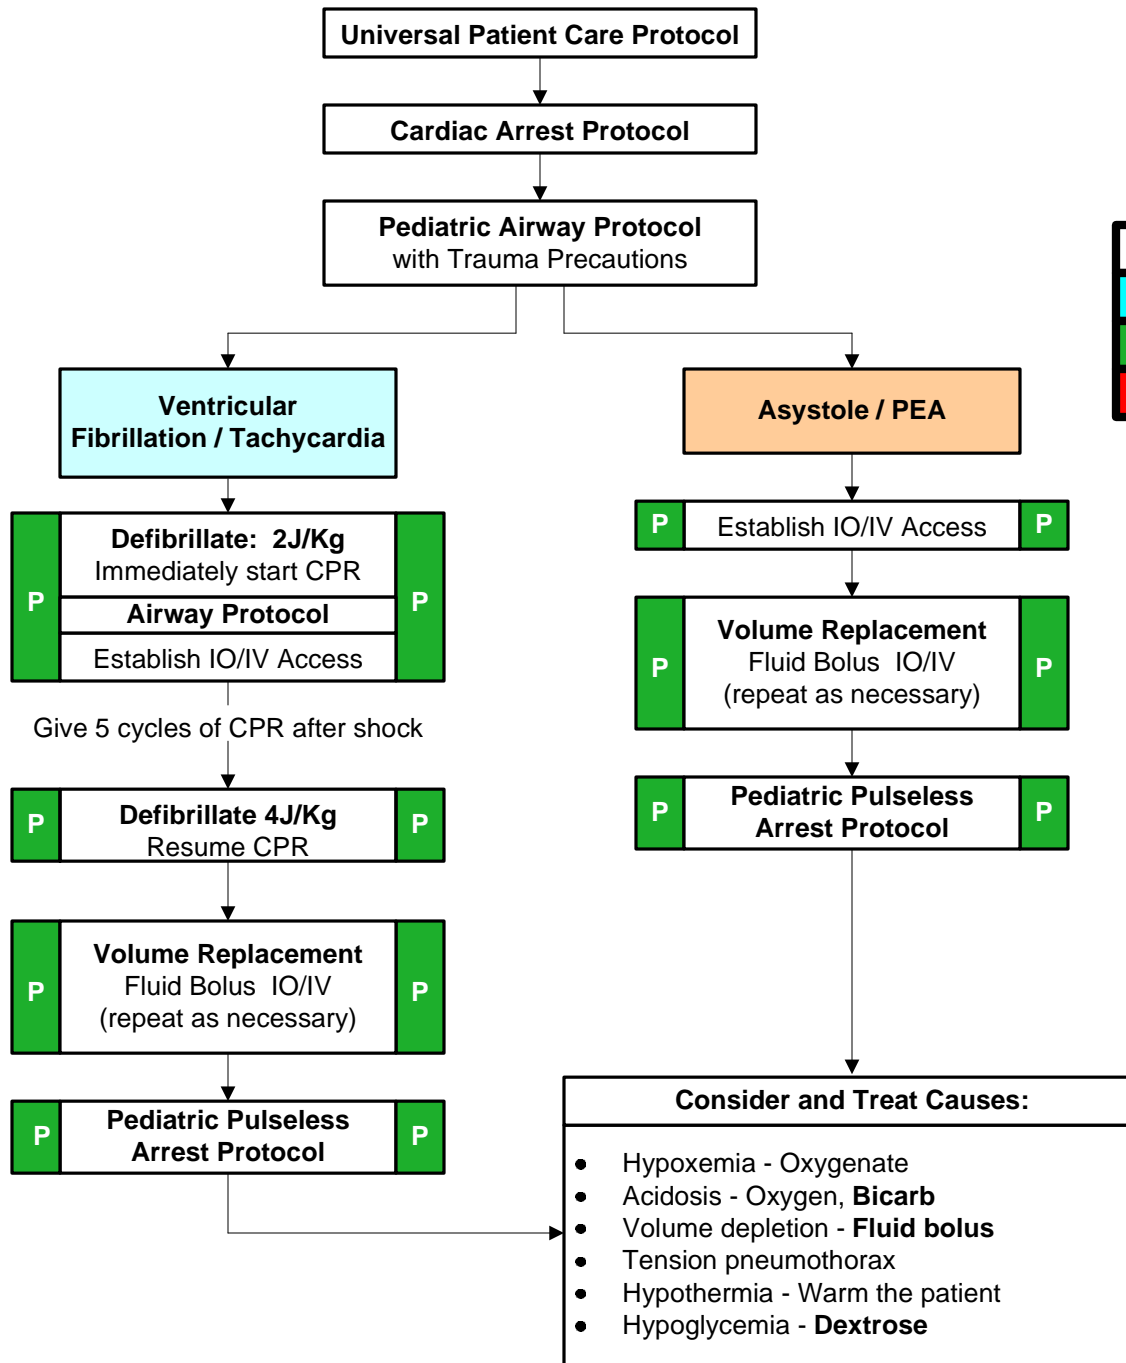 Universal Patient Care Protocol
Cardiac Arrest Protocol
Pediatric Airway Protocol
with Trauma Precautions
Ventricular
Fibrillation / Tachycardia
P
Defibrillate: 2J/Kg
Immediately start CPR
Airway Protocol
Establish IO/IV Access
P
Give 5 cycles of CPR after shock
P
Defibrillate 4J/Kg
Resume CPR
P
P
Volume Replacement
Fluid Bolus IO/IV
(repeat as necessary)
P
P
Pediatric Pulseless
Arrest Protocol
P
Asystole / PEA
P
Establish IO/IV Access
P
P
Volume Replacement
Fluid Bolus IO/IV
(repeat as necessary)
P
P
Pediatric Pulseless
Arrest Protocol
P
Consider and Treat Causes:
• Hypoxemia - Oxygenate
• Acidosis - Oxygen, Bicarb
• Volume depletion - Fluid bolus
• Tension pneumothorax
• Hypothermia - Warm the patient
• Hypoglycemia - Dextrose